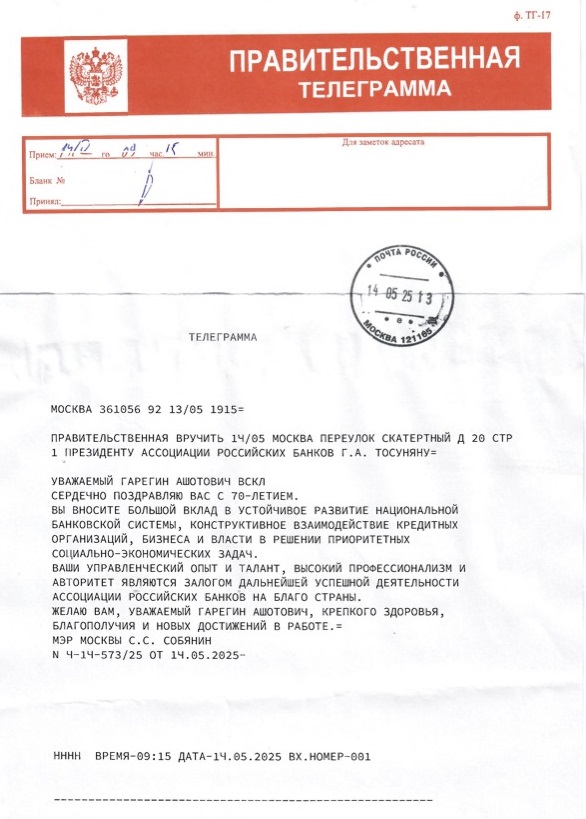 ф. ТГ-17
ПРАВИТЕЛЬСТВЕННАЯ
ТЕЛЕГРАММА
Прием: 14/V го 09 час. 15 мин.
Для заметок адресата
Бланк №
Принял:
ПОЧТА РОССИИ
14 05 25 13
в
МОСКВА 121165
ТЕЛЕГРАММА
МОСКВА 361056 92 13/05 1915=
ПРАВИТЕЛЬСТВЕННАЯ ВРУЧИТЬ 14/05 МОСКВА ПЕРЕУЛОК СКАТЕРТНЫЙ Д 20 СТР
1 ПРЕЗИДЕНТУ АССОЦИАЦИИ РОССИЙСКИХ БАНКОВ Г.А. ТОСУНЯНУ=
УВАЖАЕМЫЙ ГАРЕГИН АШОТОВИЧ ВСКЛ
СЕРДЕЧНО ПОЗДРАВЛЯЮ ВАС С 70-ЛЕТИЕМ.
ВЫ ВНОСИТЕ БОЛЬШОЙ ВКЛАД В УСТОЙЧИВОЕ РАЗВИТИЕ НАЦИОНАЛЬНОЙ
БАНКОВСКОЙ СИСТЕМЫ, КОНСТРУКТИВНОЕ ВЗАИМОДЕЙСТВИЕ КРЕДИТНЫХ
ОРГАНИЗАЦИЙ, БИЗНЕСА И ВЛАСТИ В РЕШЕНИИ ПРИОРИТЕТНЫХ
СОЦИАЛЬНО-ЭКОНОМИЧЕСКИХ ЗАДАЧ.
ВАШИ УПРАВЛЕНЧЕСКИЙ ОПЫТ И ТАЛАНТ, ВЫСОКИЙ ПРОФЕССИОНАЛИЗМ И
АВТОРИТЕТ ЯВЛЯЮТСЯ ЗАЛОГОМ ДАЛЬНЕЙШЕЙ УСПЕШНОЙ ДЕЯТЕЛЬНОСТИ
АССОЦИАЦИИ РОССИЙСКИХ БАНКОВ НА БЛАГО СТРАНЫ.
ЖЕЛАЮ ВАМ, УВАЖАЕМЫЙ ГАРЕГИН АШОТОВИЧ, КРЕПКОГО ЗДОРОВЬЯ,
БЛАГОПОЛУЧИЯ И НОВЫХ ДОСТИЖЕНИЙ В РАБОТЕ.=
МЭР МОСКВЫ С.С. СОБЯНИН
N 4-14-573/25 ОТ 14.05.2025-
НННН ВРЕМЯ-09:15 ДАТА-14.05.2025 ВХ.НОМЕР-001